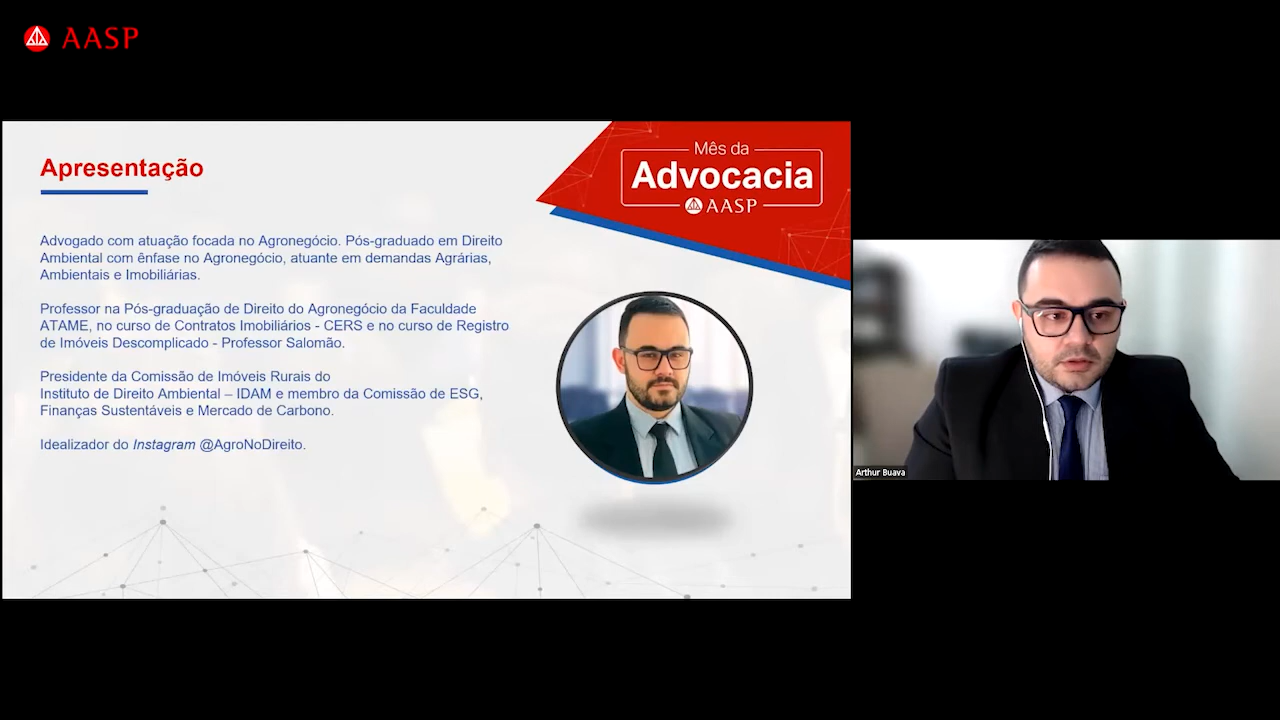 AASP
Apresentação
Mês da
Advocacia
AASP
Advogado com atuação focada no Agronegócio. Pós-graduado em Direito
Ambiental com ênfase no Agronegócio, atuante em demandas Agrárias,
Ambientais e Imobiliárias.
Professor na Pós-graduação de Direito do Agronegócio da Faculdade
ATAME, no curso de Contratos Imobiliários - CERS e no curso de Registro
de Imóveis Descomplicado - Professor Salomão.
Presidente da Comissão de Imóveis Rurais do
Instituto de Direito Ambiental – IDAM e membro da Comissão de ESG,
Finanças Sustentáveis e Mercado de Carbono.
Idealizador do Instagram @AgroNoDireito.
Arthur Buava